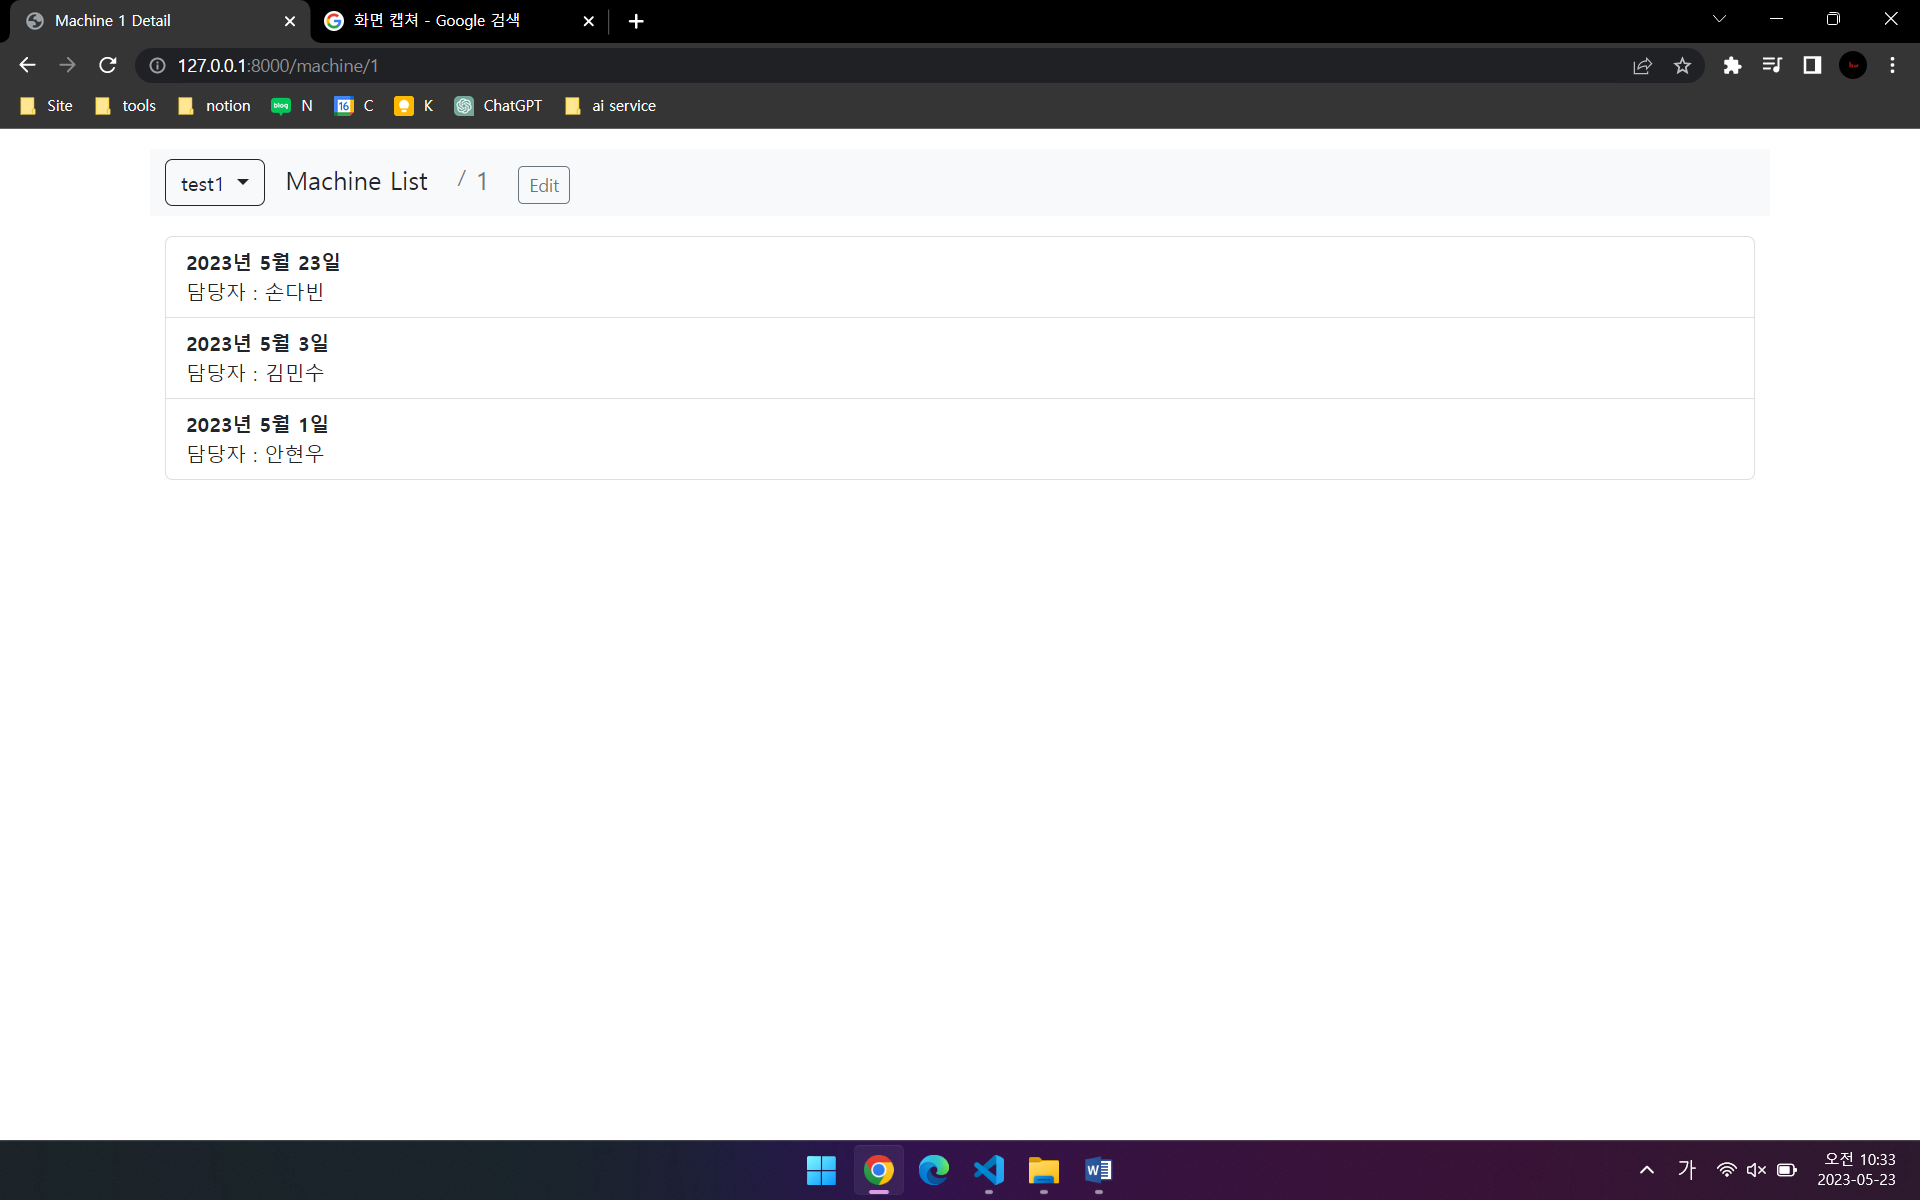 Machine 1 Detail
화면 캡쳐 - Google 검색
127.0.0.1:8000/machine/1
Site tools notion blog N 16 C K ChatGPT ai service
test1 Machine List / 1 Edit
2023년 5월 23일
담당자 : 손다빈
2023년 5월 3일
담당자 : 김민수
2023년 5월 1일
담당자 : 안현우
가
오전 10:33
2023-05-23